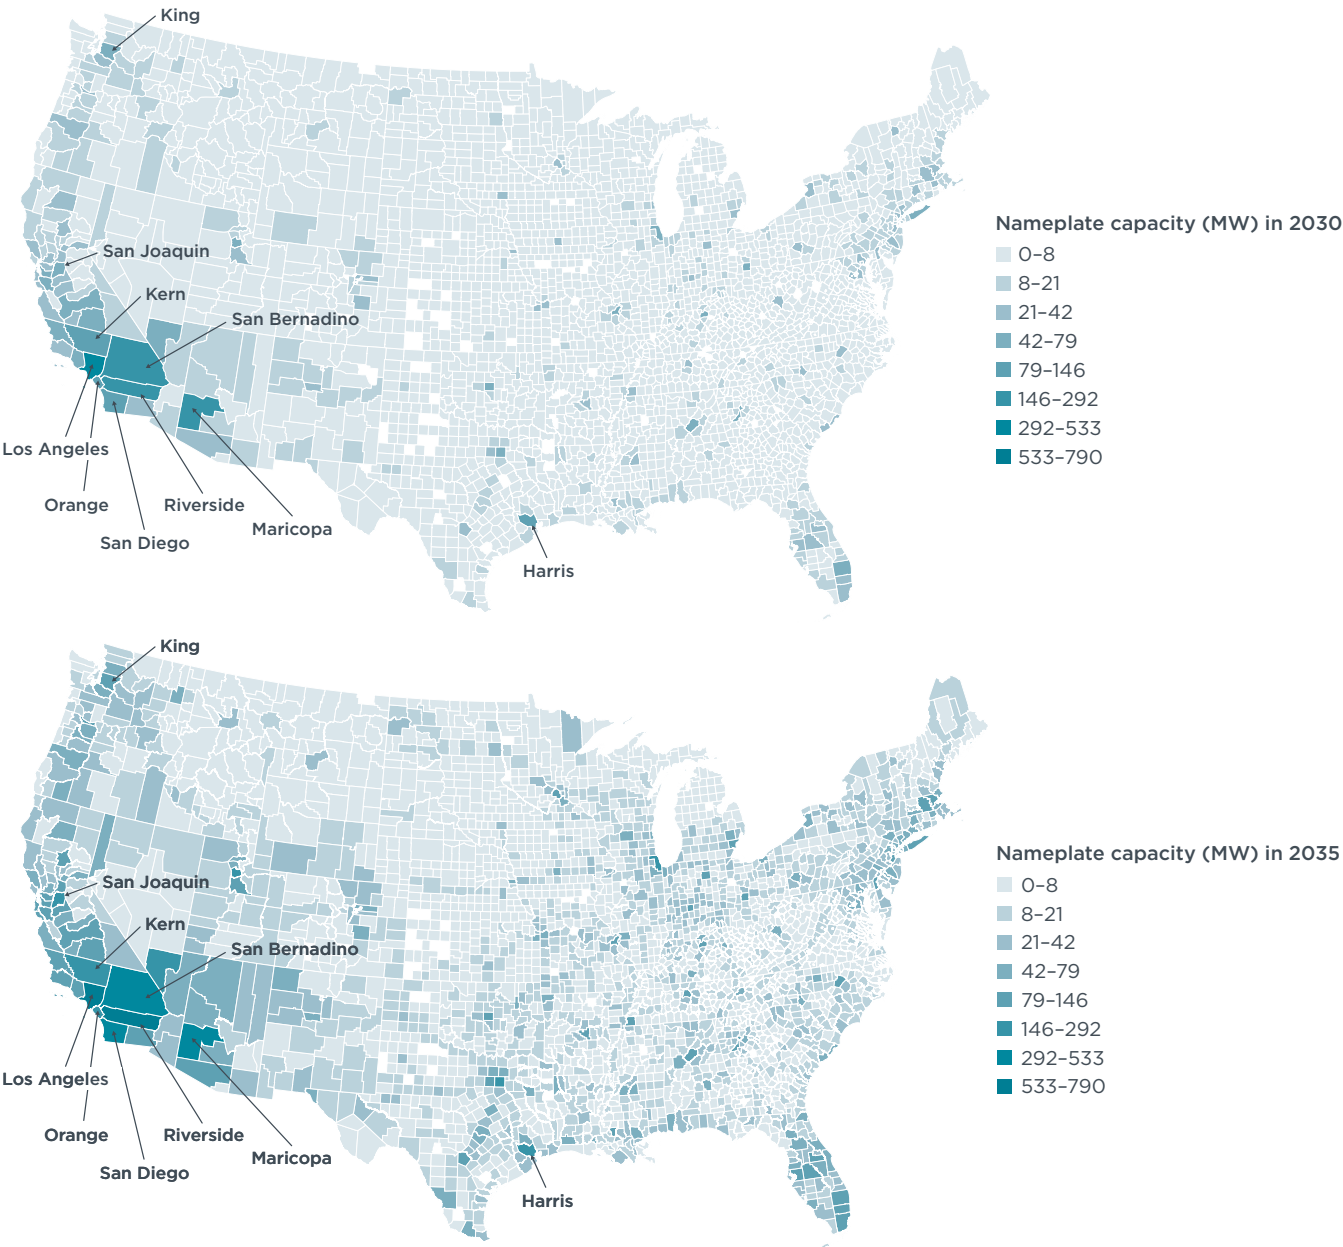 King
San Joaquin
Kern
San Bernadino
Los Angeles
Orange
Riverside
San Diego
Maricopa
Harris
Nameplate capacity (MW) in 2030
0–8
8–21
21–42
42–79
79–146
146–292
292–533
533–790
King
San Joaquin
Kern
San Bernadino
Los Angeles
Orange
Riverside
San Diego
Maricopa
Harris
Nameplate capacity (MW) in 2035
0–8
8–21
21–42
42–79
79–146
146–292
292–533
533–790